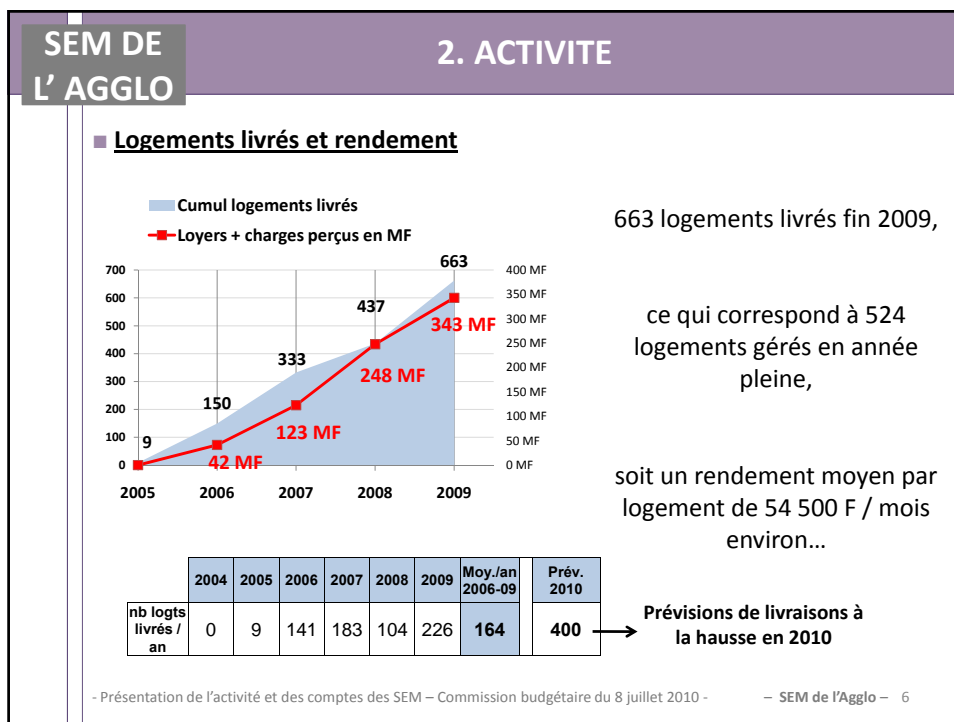 SEM DE
L' AGGLO
2. ACTIVITE
Logements livrés et rendement
Cumul logements livrés
Loyers + charges perçus en MF
700
600
500
400
300
200
100
0
9
150
333
437
663
42 MF
123 MF
248 MF
343 MF
400 MF
350 MF
300 MF
250 MF
200 MF
150 MF
100 MF
50 MF
0 MF
2005 2006 2007 2008 2009
663 logements livrés fin 2009,
ce qui correspond à 524
logements gérés en année
pleine,
soit un rendement moyen par
logement de 54 500 F / mois
environ…
2004 2005 2006 2007 2008 2009 Moy./an 2006-09 Prév. 2010
nb logts livrés / an 0 9 141 183 104 226 164 400
Prévisions de livraisons à
la hausse en 2010
- Présentation de l'activité et des comptes des SEM – Commission budgétaire du 8 juillet 2010 - – SEM de l'Agglo – 6